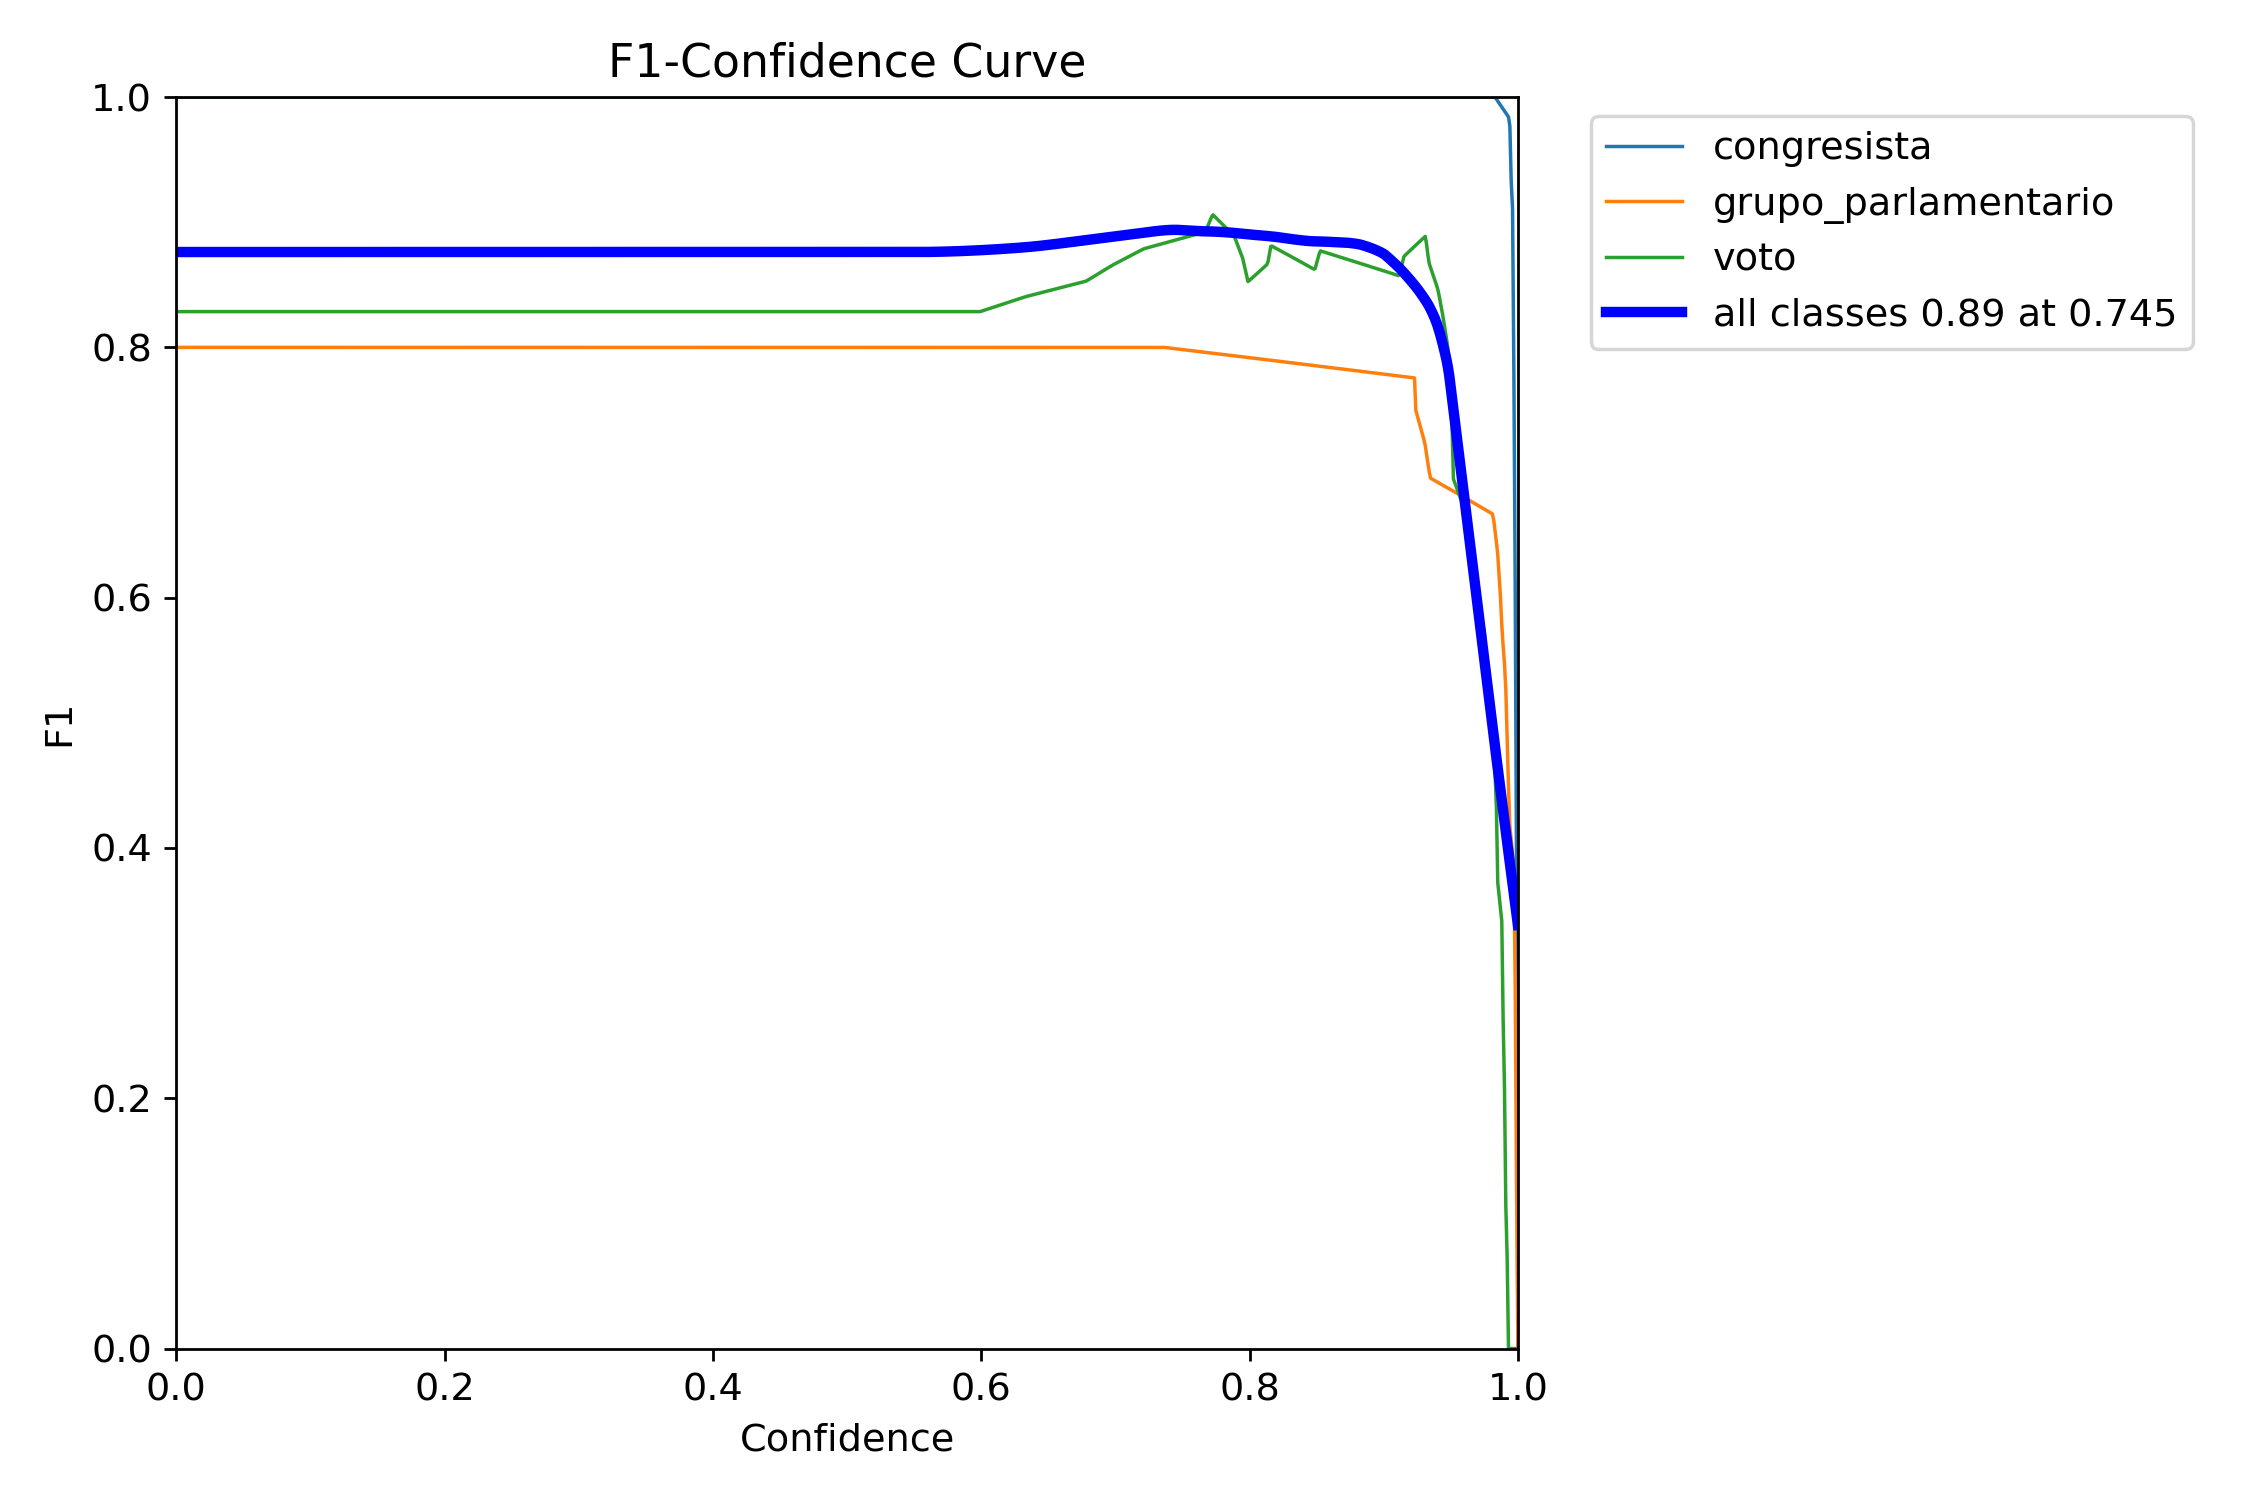 F1-Confidence Curve
1.0
0.8
0.6
0.4
0.2
0.0
F1
0.0 0.2 0.4 0.6 0.8 1.0
Confidence
congresista
grupo_parlamentario
voto
all classes 0.89 at 0.745